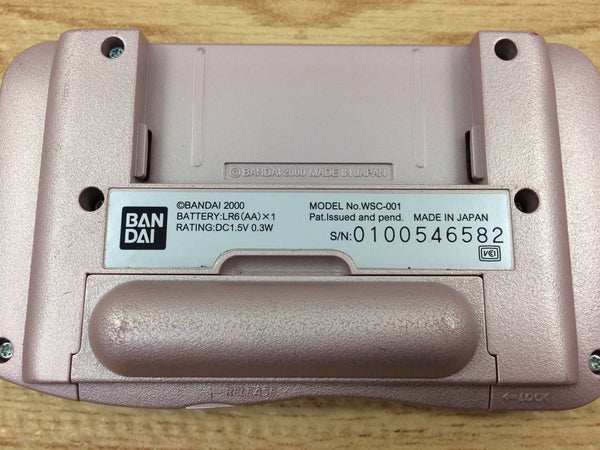 © BANDAI 2000 MADE IN JAPAN
BAN
DAI
©BANDAI 2000
BATTERY:LR6(AA)×1
RATING:DC1.5V 0.3W
MODEL No.WSC-001
Pat.Issued and pend. MADE IN JAPAN
S/N:0100546582
VCI
RELEASE
LOCK